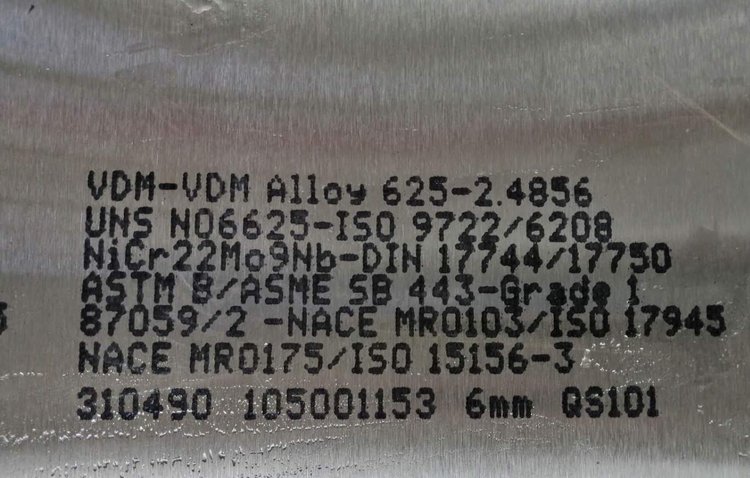 VDM-VDM Alloy 625-2.4856
UNS N06625-ISO 9722/6208
NiCr22Mo9Nb-DIN 17744/17750
ASTM B/ASME SB 443-Grade 1
87059/2 -NACE MR0103/ISO 17945
NACE MR0175/ISO 15156-3
310490 105001153 6mm QS101